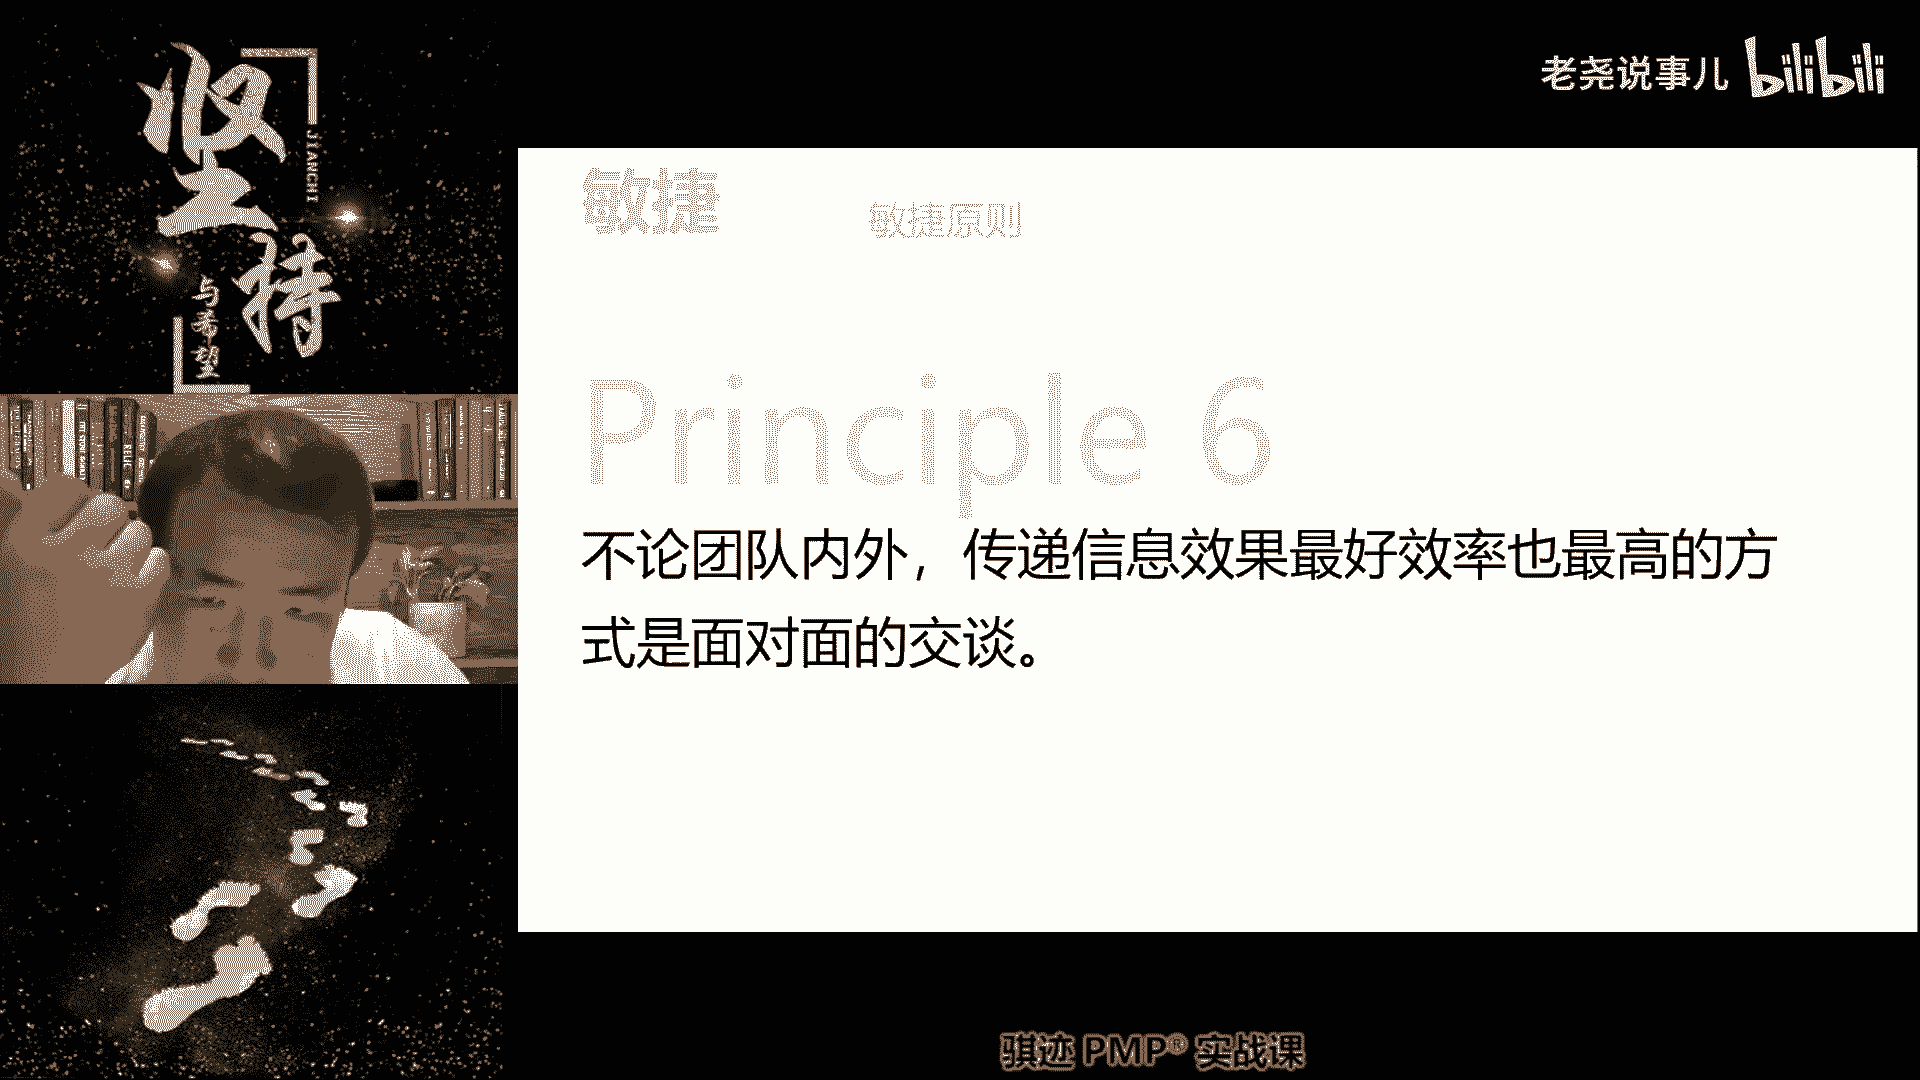 坚持
JIANCHI
与希望
老尧说事儿 bilibili
敏捷
敏捷原则
Principle 6
不论团队内外，传递信息效果最好效率也最高的方
式是面对面的交谈。
骐迹 PMP® 实战课